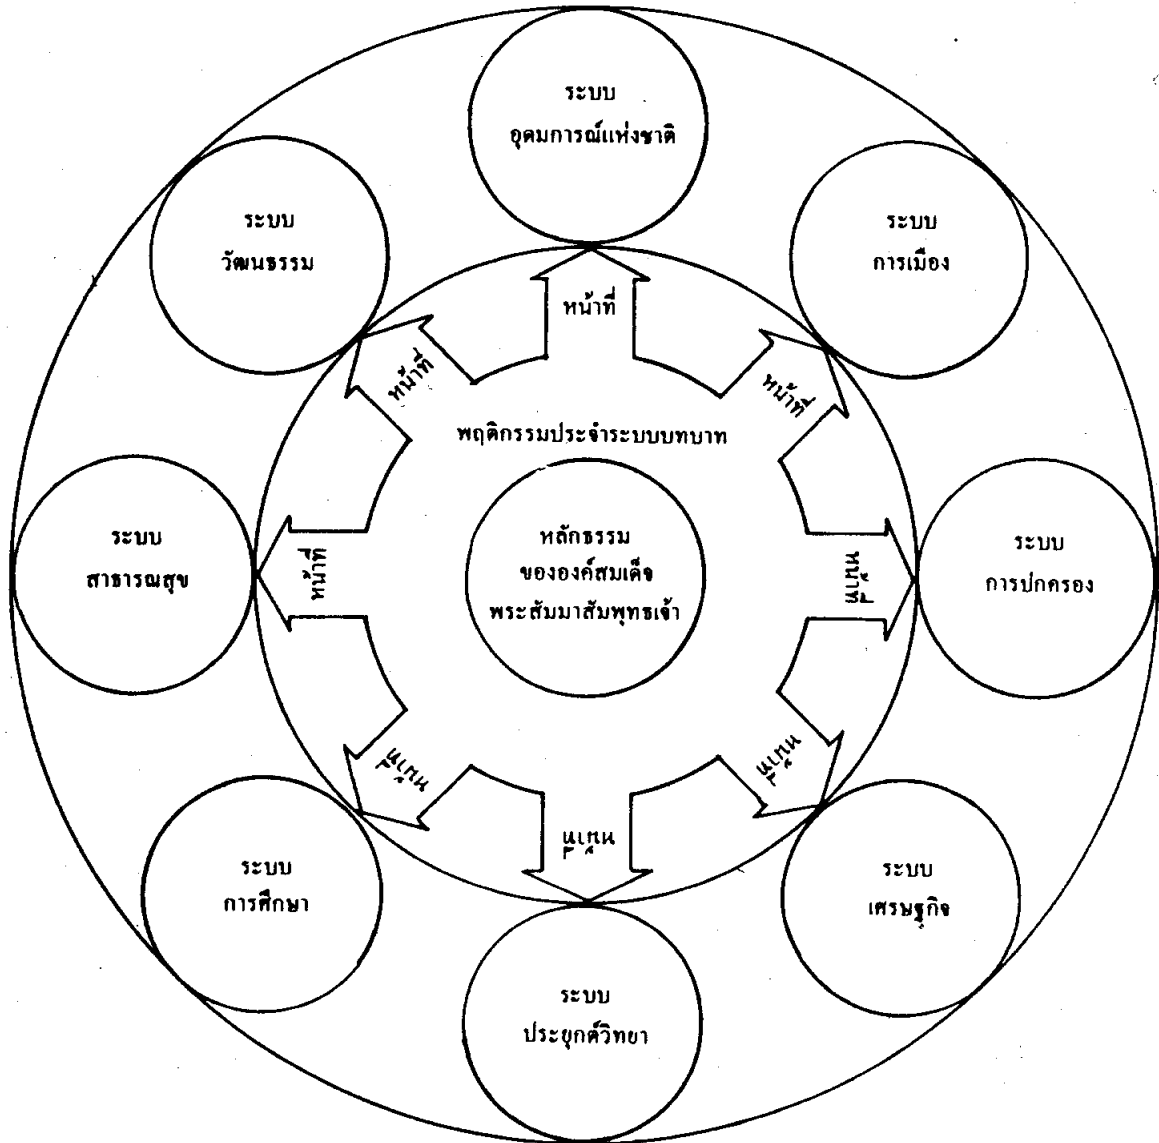 ระบบ
อุดมการณ์แห่งชาติ
ระบบ
วัฒนธรรม
ระบบ
การเมือง
หน้าที่
หน้าที่
หน้าที่
พฤติกรรมประจำระบบบทบาท
ระบบ
สาธารณสุข
หน้าที่
หลักธรรม
ขององค์สมเด็จ
พระสัมมาสัมพุทธเจ้า
หน้าที่
ระบบ
การปกครอง
หน้าที่
หน้าที่
หน้าที่
ระบบ
การศึกษา
ระบบ
เศรษฐกิจ
ระบบ
ประยุกต์วิทยา